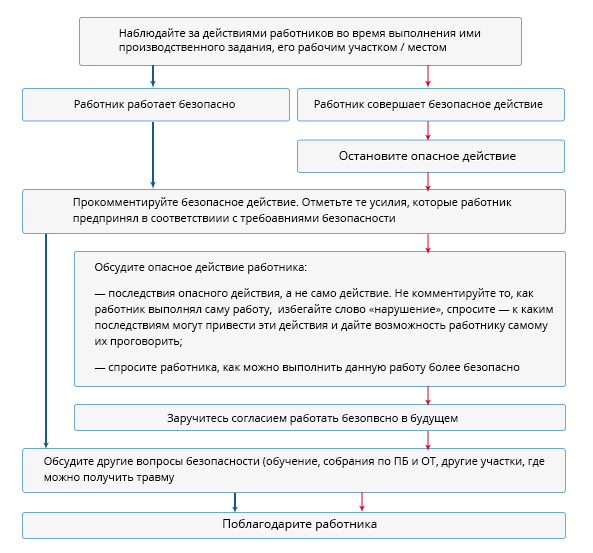 Наблюдайте за действиями работников во время выполнения ими
производственного задания, его рабочим участком / местом
Работник работает безопасно
Работник совершает безопасное действие
Остановите опасное действие
Прокомментируйте безопасное действие. Отметьте те усилия, которые работник
предпринял в соответствиии с требоавниями безопасности
Обсудите опасное действие работника:
— последствия опасного действия, а не само действие. Не комментируйте то, как
работник выполнял саму работу, избегайте слово «нарушение», спросите — к каким
последствиям могут привести эти действия и дайте возможность работнику самому
их проговорить;
— спросите работника, как можно выполнить данную работу более безопасно
Заручитесь согласием работать безопвсно в будущем
Обсудите другие вопросы безопасности (обучение, собрания по ПБ и ОТ, другие участки, где
можно получить травму
Поблагодарите работника